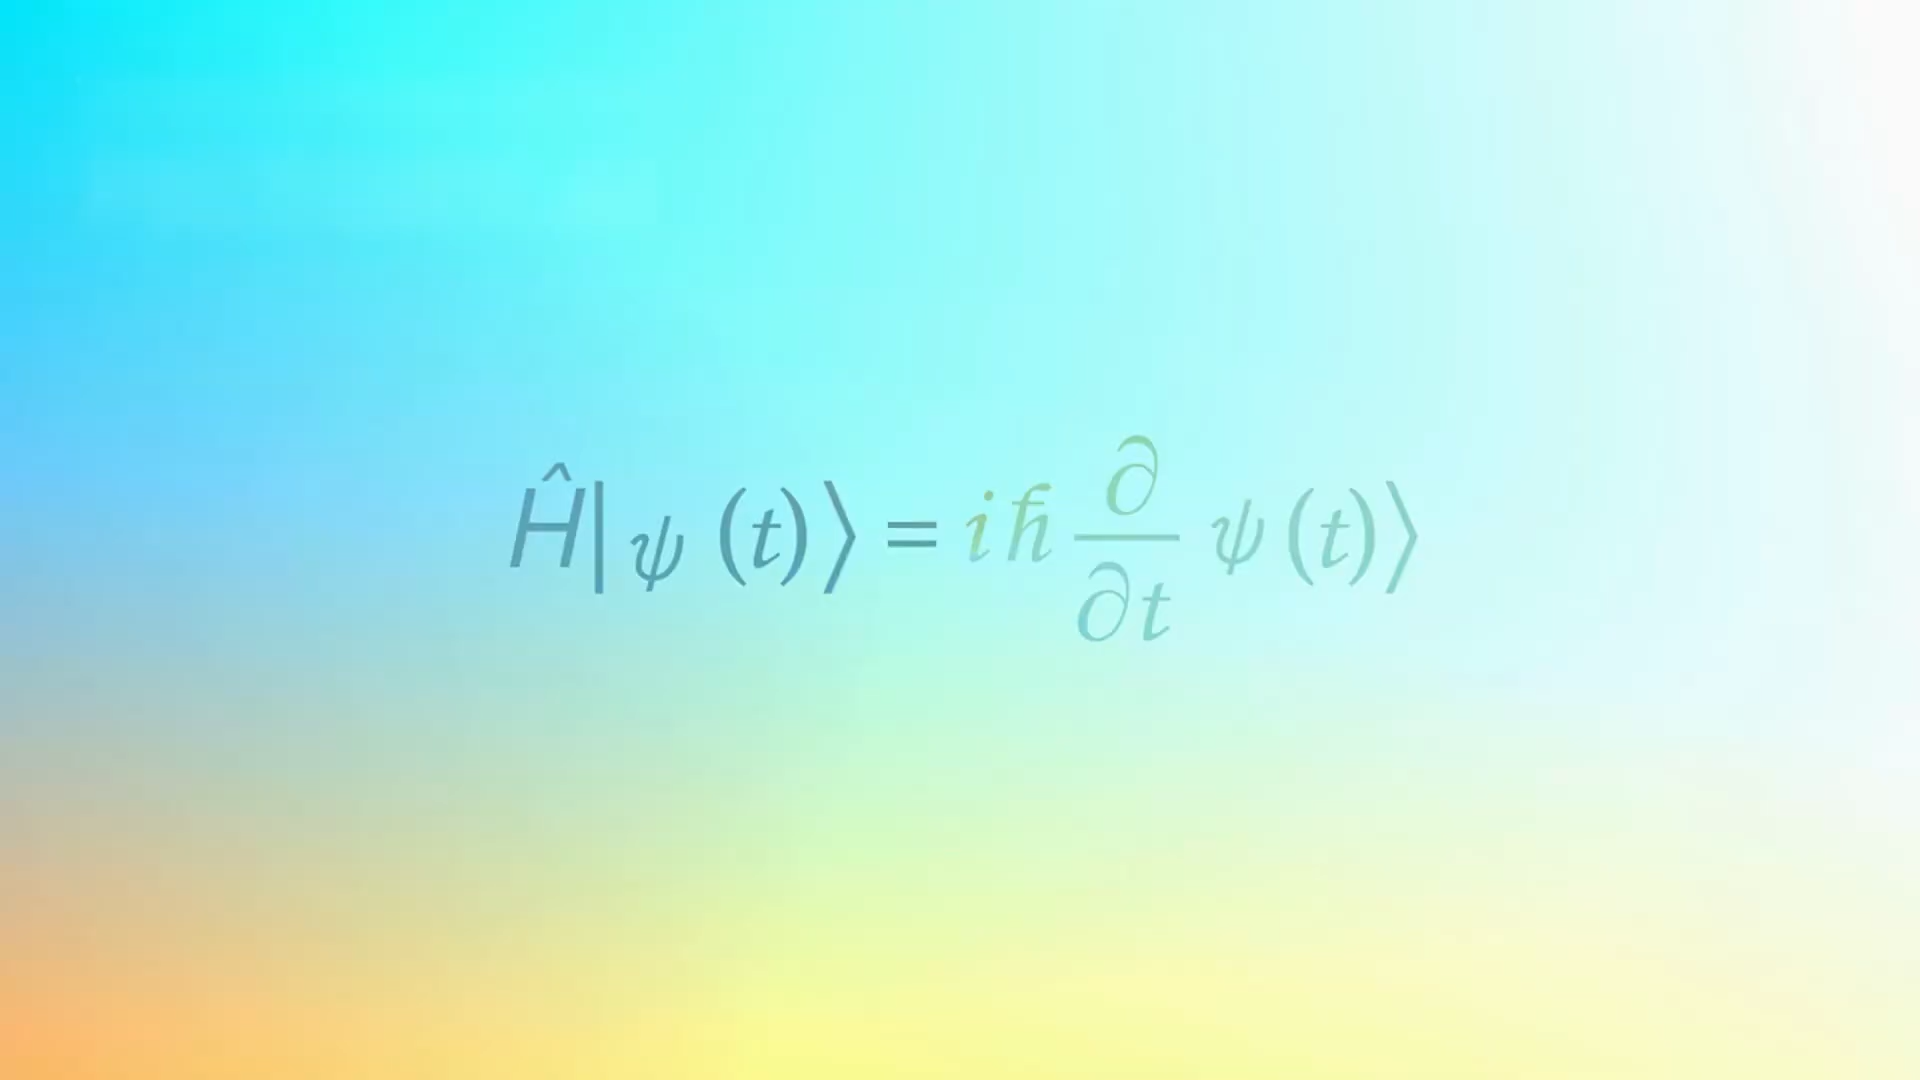 Ĥ|ψ(t)⟩ = iℏ ∂/∂t ψ(t)⟩